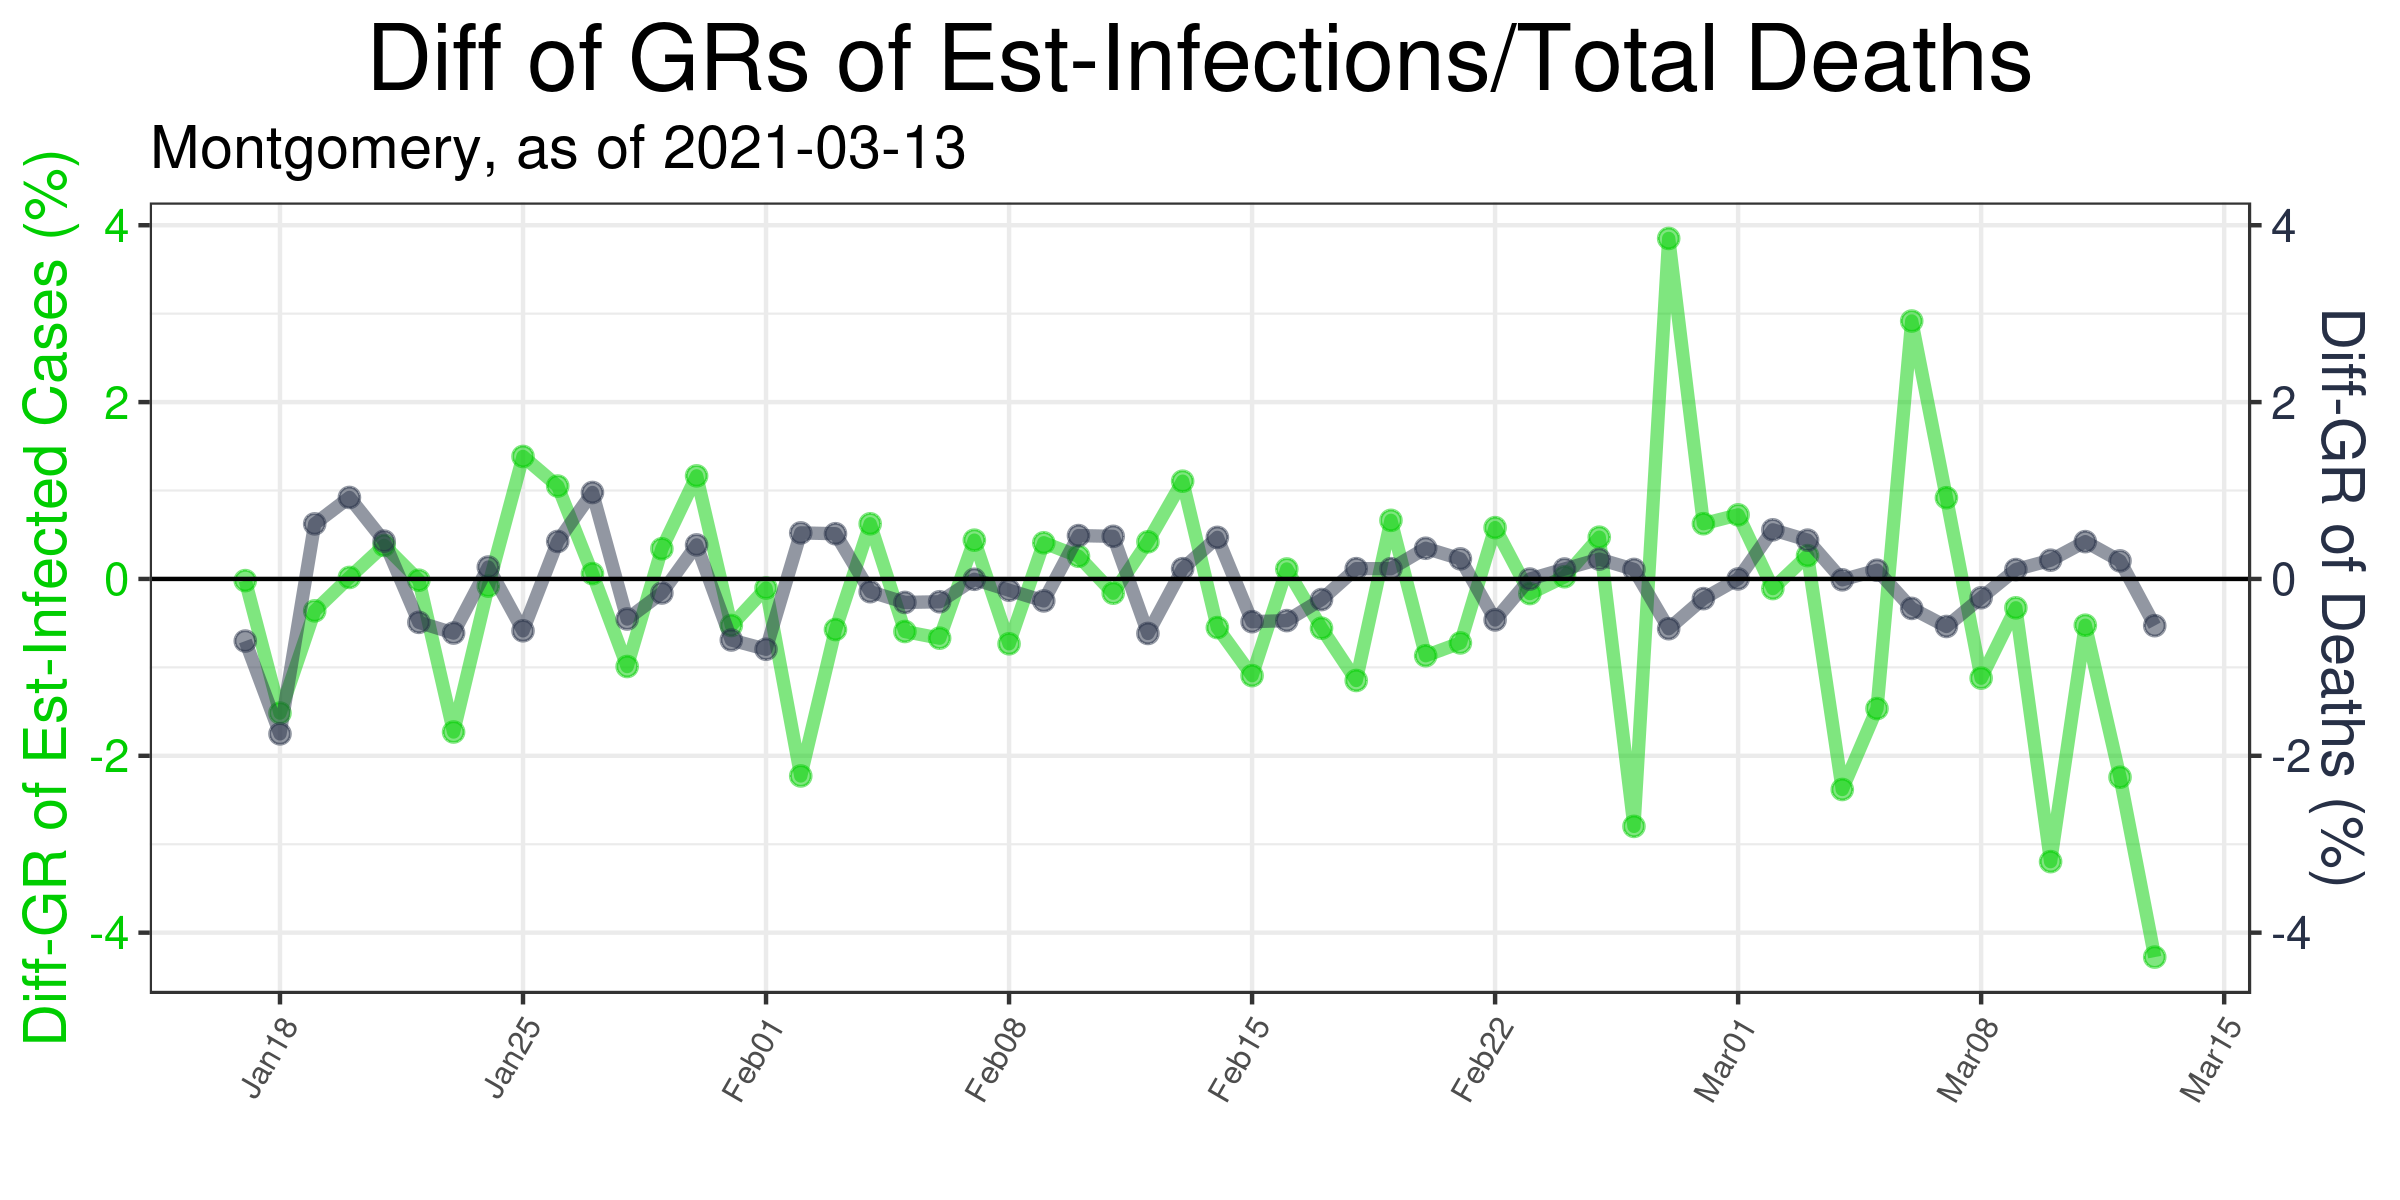 Diff of GRs of Est-Infections/Total Deaths
Montgomery, as of 2021-03-13
Diff-GR of Est-Infected Cases (%)
4
2
0
-2
-4
4
2
0
-2
-4
Diff-GR of Deaths (%)
Jan18
Jan25
Feb01
Feb08
Feb15
Feb22
Mar01
Mar08
Mar15